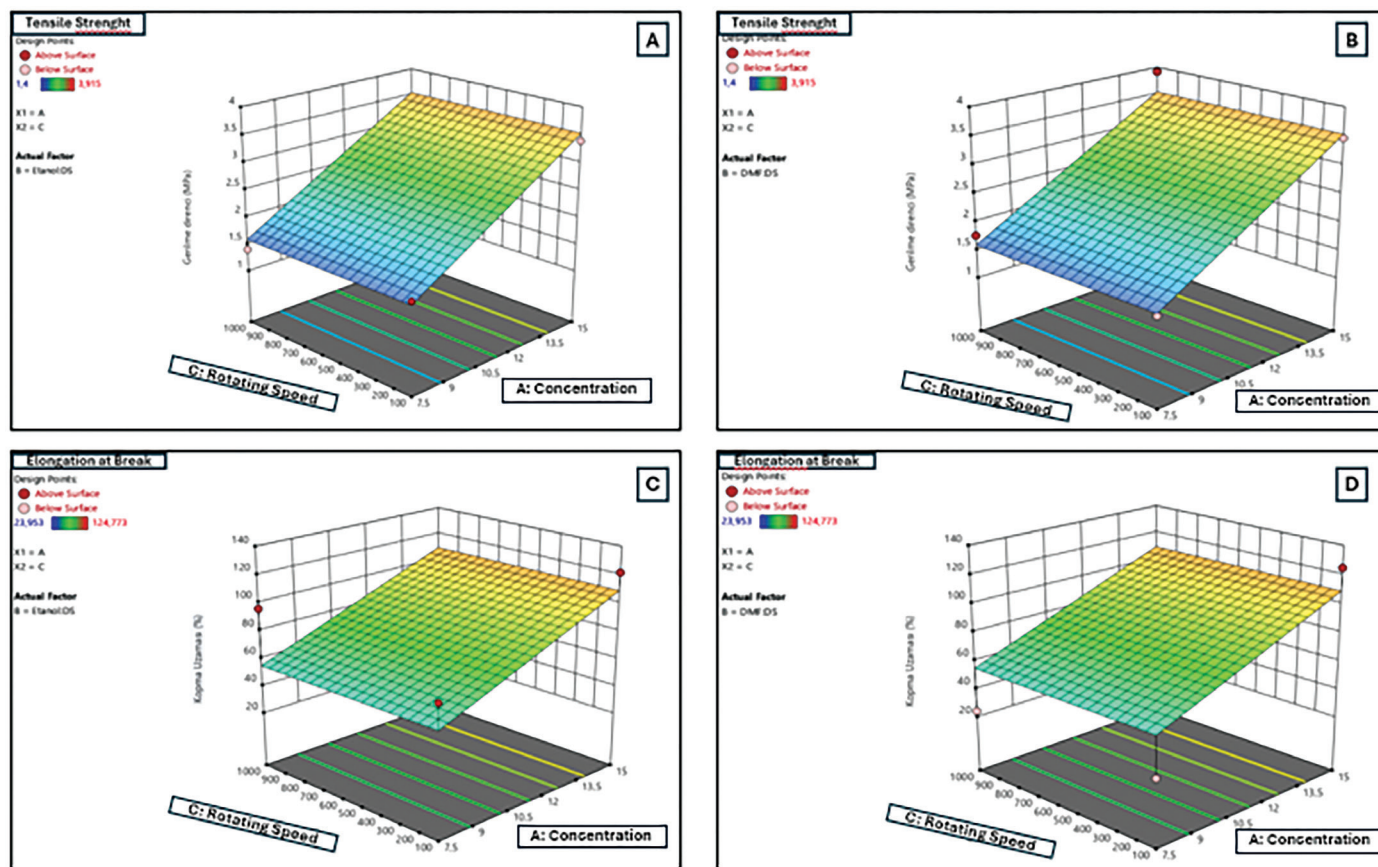 Tensile Strenght
A
Design Points:
Above Surface
Below Surface
1,4 3,915
X1 = A
X2 = C
Actual Factor
B = Etanol:DS
4
3.5
3
2.5
2
1.5
1
Gerilme direnci (MPa)
1000
900
800
700
600
500
400
300
200
100
7.5
9
10.5
12
13.5
15
C: Rotating Speed
A: Concentration
Tensile Strenght
B
Design Points:
Above Surface
Below Surface
1,4 3,915
X1 = A
X2 = C
Actual Factor
B = DMF:DS
4
3.5
3
2.5
2
1.5
1
Gerilme direnci (MPa)
1000
900
800
700
600
500
400
300
200
100
7.5
9
10.5
12
13.5
15
C: Rotating Speed
A: Concentration
Elongation at Break
C
Design Points:
Above Surface
Below Surface
23,953 124,773
X1 = A
X2 = C
Actual Factor
B = Etanol:DS
140
120
100
80
60
40
20
Kopma Uzaması (%)
1000
900
800
700
600
500
400
300
200
100
7.5
9
10.5
12
13.5
15
C: Rotating Speed
A: Concentration
Elongation at Break
D
Design Points:
Above Surface
Below Surface
23,953 124,773
X1 = A
X2 = C
Actual Factor
B = DMF:DS
140
120
100
80
60
40
20
Kopma Uzaması (%)
1000
900
800
700
600
500
400
300
200
100
7.5
9
10.5
12
13.5
15
C: Rotating Speed
A: Concentration